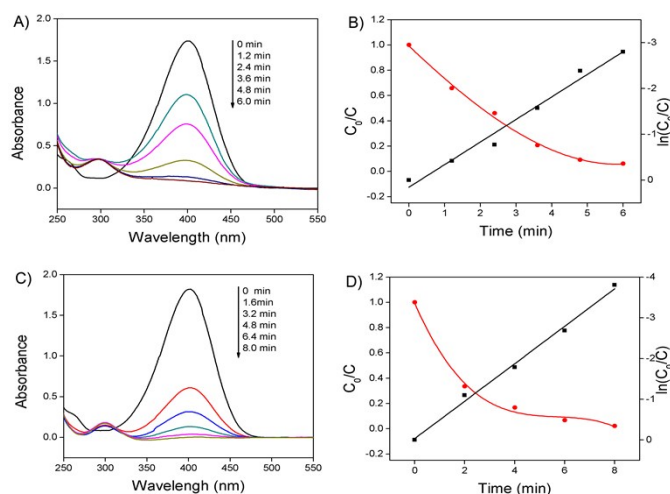 A)
2.0
1.5
1.0
0.5
0.0
Absorbance
0 min
1.2 min
2.4 min
3.6 min
4.8 min
6.0 min
250 300 350 400 450 500 550
Wavelength (nm)
B)
1.2
1.0
0.8
0.6
0.4
0.2
0.0
-0.2
C₀/C
-3
-2
-1
0
ln(C₀/C)
0 1 2 3 4 5 6
Time (min)
C)
2.0
1.5
1.0
0.5
0.0
Absorbance
0 min
1.6min
3.2 min
4.8 min
6.4 min
8.0 min
250 300 350 400 450 500 550
Wavelength (nm)
D)
1.2
1.0
0.8
0.6
0.4
0.2
0.0
-0.2
C₀/C
-4
-3
-2
-1
0
ln(C₀/C)
0 2 4 6 8
Time (min)